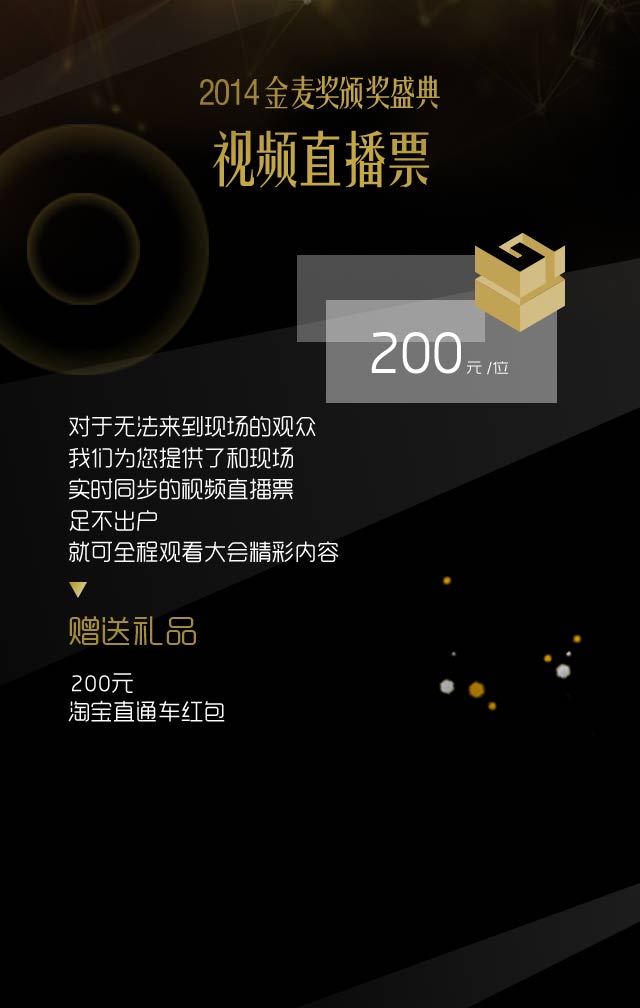 2014 金麦奖颁奖盛典
视频直播票
200元 /位
对于无法来到现场的观众
我们为您提供了和现场
实时同步的视频直播票
足不出户
就可全程观看大会精彩内容
赠送礼品
200元
淘宝直通车红包